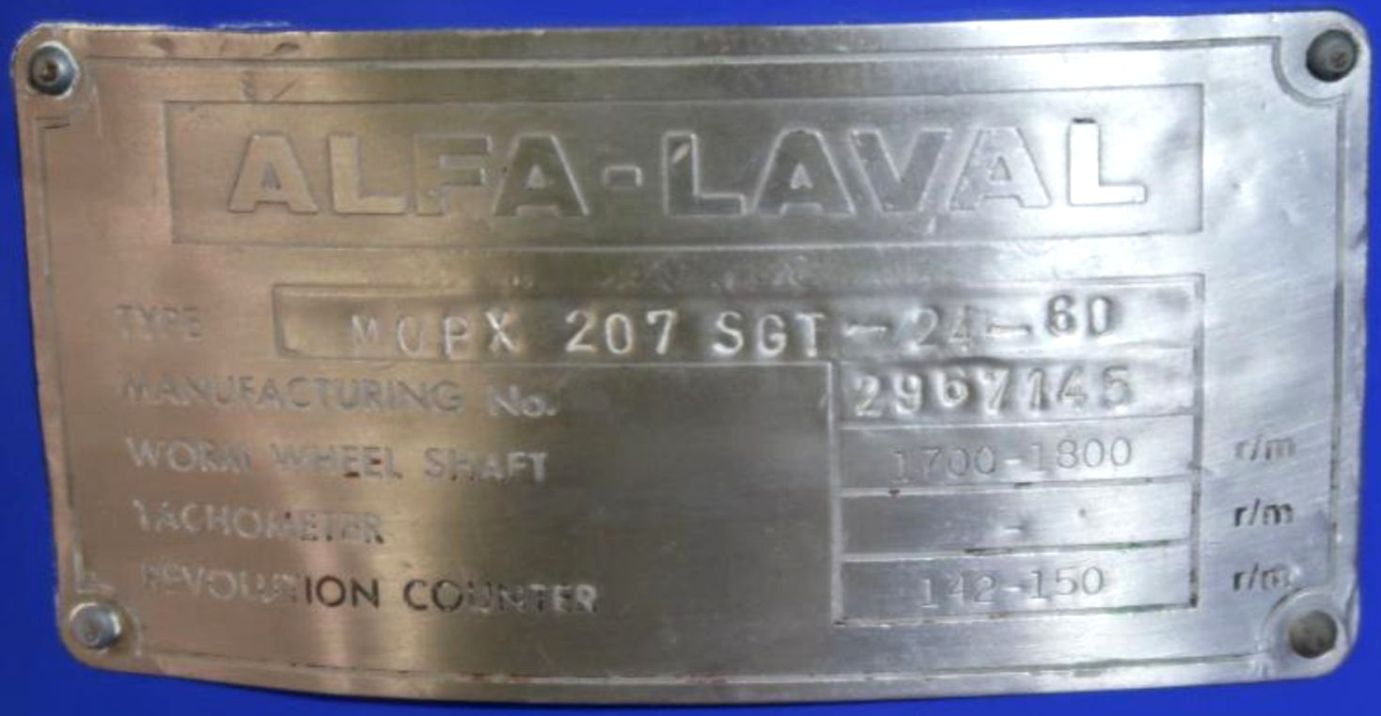 ALFA-LAVAL
TYPE MOPX 207 SGT-24-60
MANUFACTURING No. 2967145
WORM WHEEL SHAFT 1700-1800 r/m
TACHOMETER - r/m
REVOLUTION COUNTER 142-150 r/m